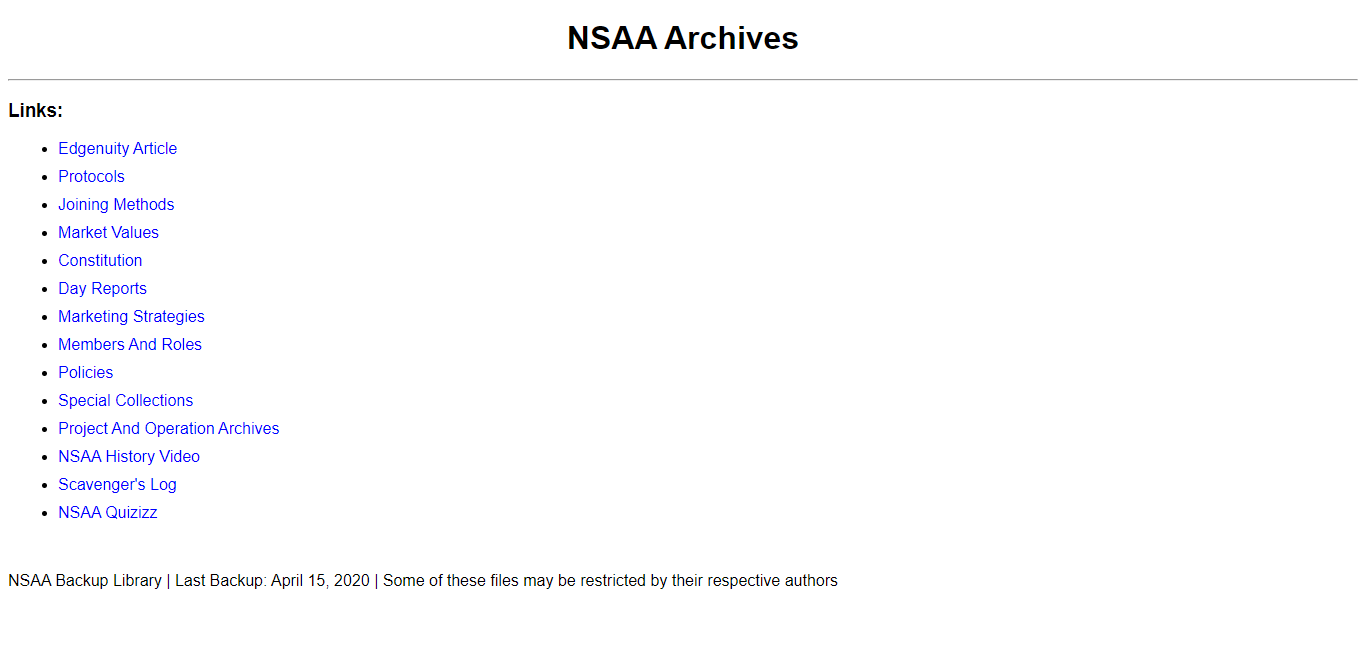 NSAA Archives
Links:
Edgenuity Article
Protocols
Joining Methods
Market Values
Constitution
Day Reports
Marketing Strategies
Members And Roles
Policies
Special Collections
Project And Operation Archives
NSAA History Video
Scavenger's Log
NSAA Quizizz
NSAA Backup Library | Last Backup: April 15, 2020 | Some of these files may be restricted by their respective authors